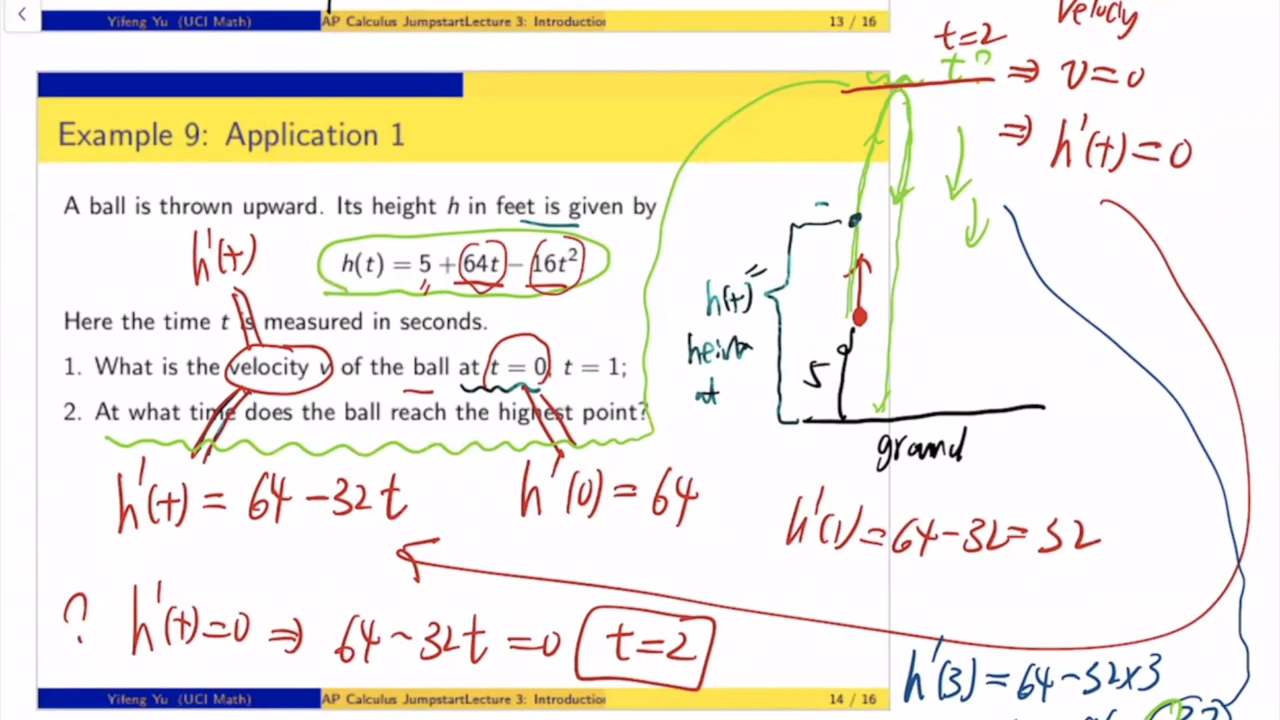 Yifeng Yu (UCI Math) AP Calculus JumpstartLecture 3: Introduction 13 / 16
Velocity
t=2
t?
⇒ v=0
⇒ h'(t)=0
Example 9: Application 1
A ball is thrown upward. Its height h in feet is given by
h'(t)
h(t) = 5 + 64t − 16t²
Here the time t is measured in seconds.
1. What is the velocity v of the ball at t = 0, t = 1;
2. At what time does the ball reach the highest point?
h(t)
at
5
ground
h'(t) = 64 − 32t
h'(0) = 64
h'(1) = 64 − 32 = 32
? h'(t)=0 ⇒ 64 − 32t = 0 t=2
h'(3) = 64 − 32×3
Yifeng Yu (UCI Math) AP Calculus JumpstartLecture 3: Introduction 14 / 16